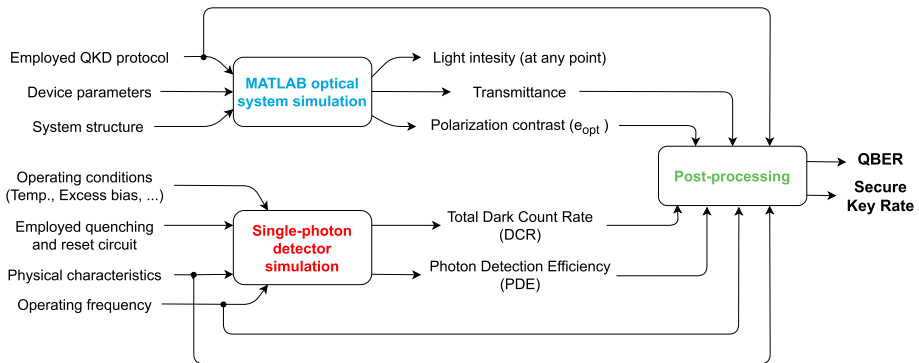 Employed QKD protocol
Device parameters
System structure
MATLAB optical
system simulation
Light intesity (at any point)
Transmittance
Polarization contrast (eopt )
Operating conditions
(Temp., Excess bias, ...)
Employed quenching
and reset circuit
Physical characteristics
Operating frequency
Single-photon
detector
simulation
Total Dark Count Rate
(DCR)
Photon Detection Efficiency
(PDE)
Post-processing
QBER
Secure
Key Rate